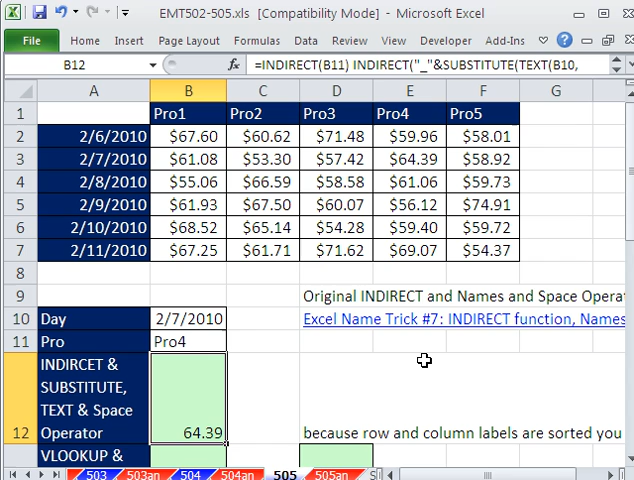 EMT502-505.xls [Compatibility Mode] - Microsoft Excel
File Home Insert Page Layout Formulas Data Review View Developer Add-Ins
B12 fx =INDIRECT(B11) INDIRECT("_"&SUBSTITUTE(TEXT(B10,
A B C D E F G
1 Pro1 Pro2 Pro3 Pro4 Pro5
2 2/6/2010 $67.60 $60.62 $71.48 $59.96 $58.01
3 2/7/2010 $61.08 $53.30 $57.42 $64.39 $58.92
4 2/8/2010 $55.06 $66.59 $58.58 $61.06 $59.73
5 2/9/2010 $61.93 $67.50 $60.07 $56.12 $74.91
6 2/10/2010 $68.52 $65.14 $54.28 $59.40 $59.72
7 2/11/2010 $67.25 $61.71 $71.62 $69.07 $54.37
8
9 Original INDIRECT and Names and Space Opera
10 Day 2/7/2010 Excel Name Trick #7: INDIRECT function, Names
11 Pro Pro4
INDIRCET &
SUBSTITUTE,
TEXT & Space
12 Operator 64.39 because row and column labels are sorted you
VLOOKUP &
503 503an 504 504an 505 505an